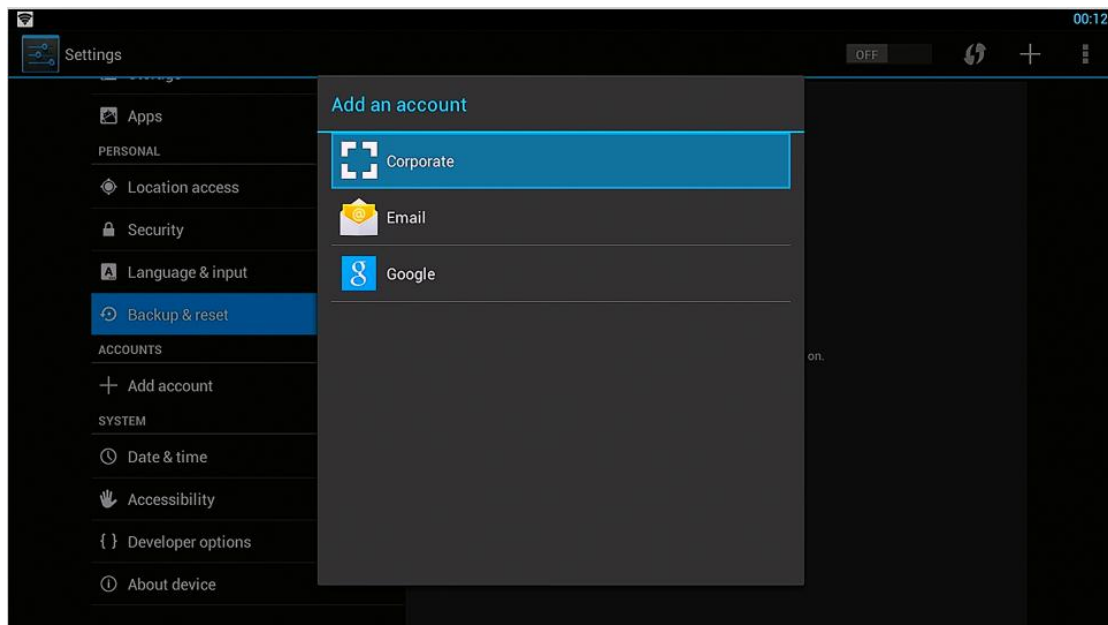 00:12
Settings
OFF
Apps
PERSONAL
Location access
Security
Language & input
Backup & reset
ACCOUNTS
Add account
SYSTEM
Date & time
Accessibility
{ } Developer options
About device
Add an account
Corporate
Email
Google
on.